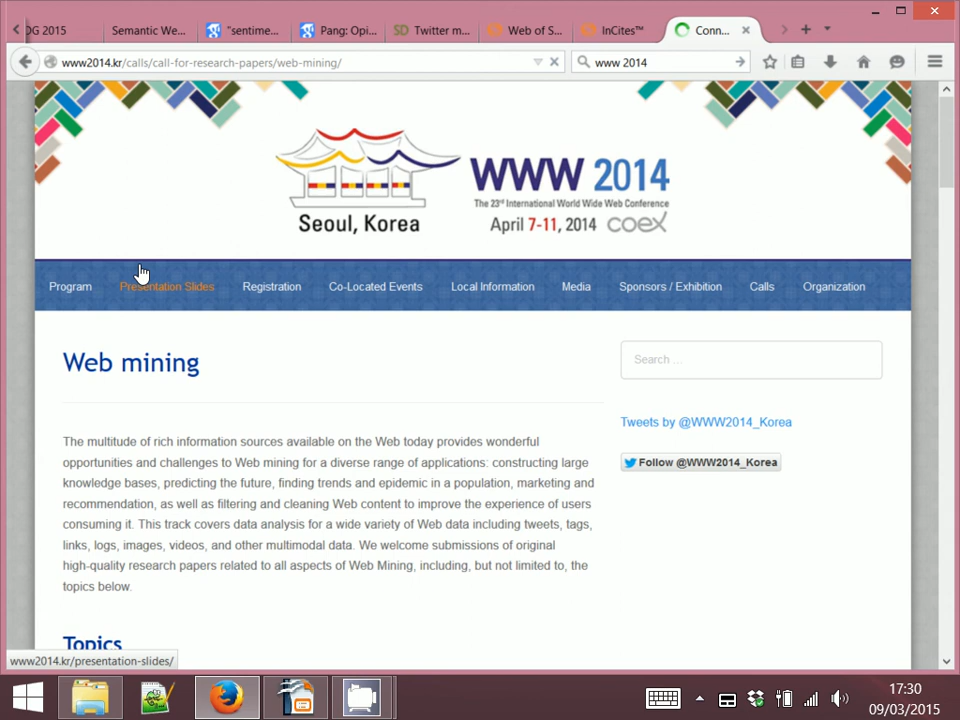 DG 2015
Semantic We...
"sentime...
Pang: Opi...
Twitter m...
Web of S...
InCites™
Conn...
www2014.kr/calls/call-for-research-papers/web-mining/
www 2014
WWW 2014
The 23rd International World Wide Web Conference
Seoul, Korea
April 7-11, 2014 coex
Program
Presentation Slides
Registration
Co-Located Events
Local Information
Media
Sponsors / Exhibition
Calls
Organization
Web mining
Search ...
The multitude of rich information sources available on the Web today provides wonderful
opportunities and challenges to Web mining for a diverse range of applications: constructing large
knowledge bases, predicting the future, finding trends and epidemic in a population, marketing and
recommendation, as well as filtering and cleaning Web content to improve the experience of users
consuming it. This track covers data analysis for a wide variety of Web data including tweets, tags,
links, logs, images, videos, and other multimodal data. We welcome submissions of original
high-quality research papers related to all aspects of Web Mining, including, but not limited to, the
topics below.
Tweets by @WWW2014_Korea
Follow @WWW2014_Korea
Topics
www2014.kr/presentation-slides/
17:30
09/03/2015